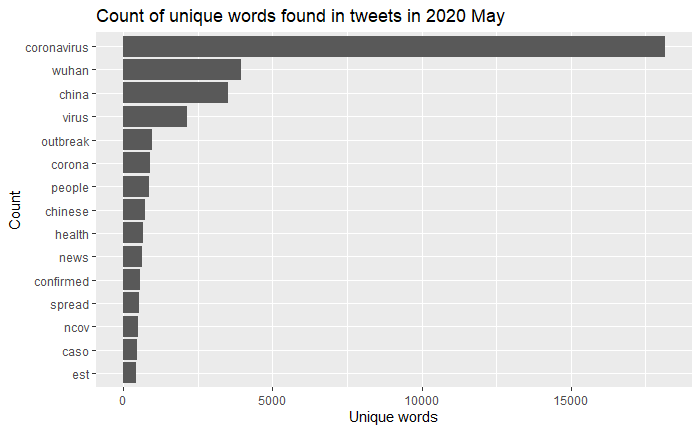 Count of unique words found in tweets in 2020 May
coronavirus
wuhan
china
virus
outbreak
corona
people
chinese
health
news
confirmed
spread
ncov
caso
est
Count
0 5000 10000 15000
Unique words